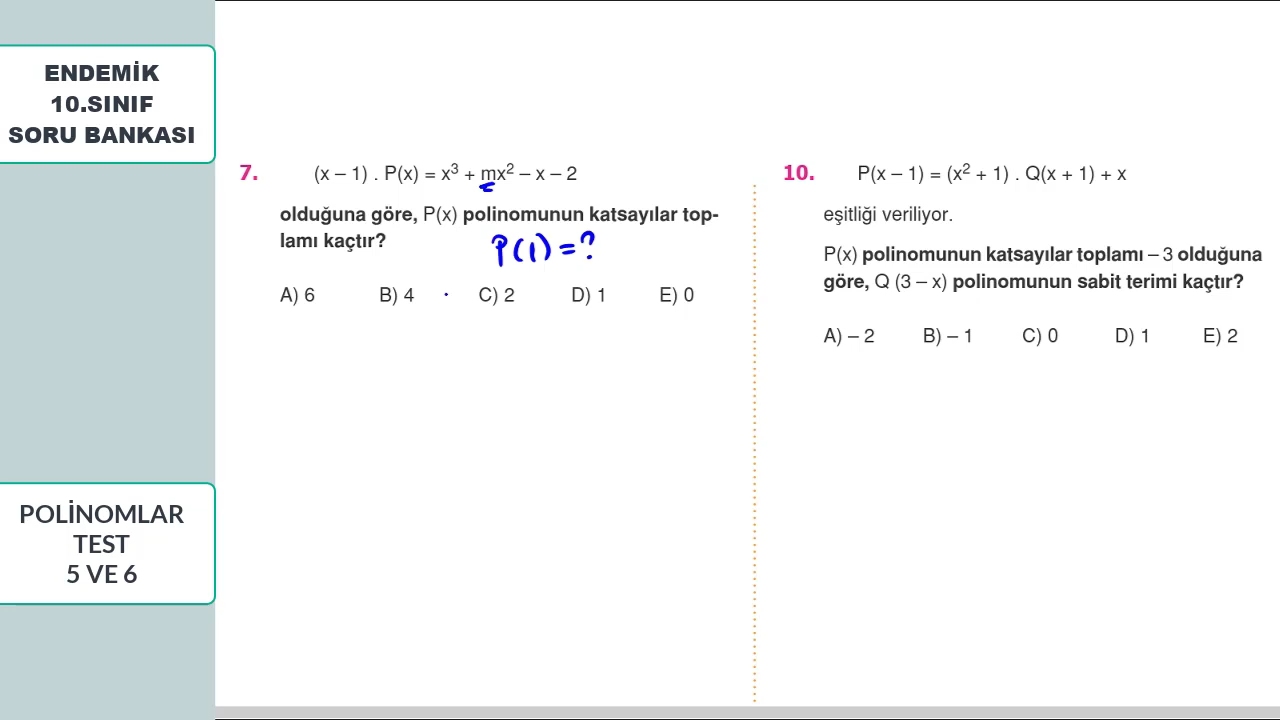 ENDEMİK
10.SINIF
SORU BANKASI
POLİNOMLAR
TEST
5 VE 6
7. (x – 1) . P(x) = x³ + mx² – x – 2
olduğuna göre, P(x) polinomunun katsayılar top-
lamı kaçtır?
P(1) = ?
A) 6 B) 4 C) 2 D) 1 E) 0
10. P(x – 1) = (x² + 1) . Q(x + 1) + x
eşitliği veriliyor.
P(x) polinomunun katsayılar toplamı – 3 olduğuna
göre, Q (3 – x) polinomunun sabit terimi kaçtır?
A) – 2 B) – 1 C) 0 D) 1 E) 2